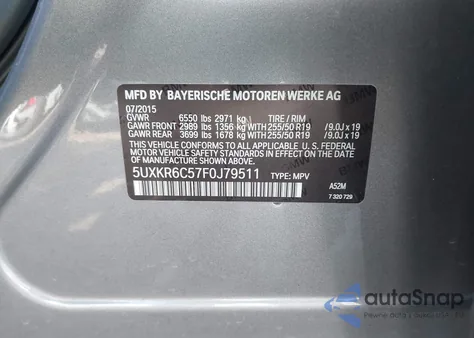 MFD BY BAYERISCHE MOTOREN WERKE AG
07/2015
GVWR 6550 lbs 2971 kg TIRE / RIM
GAWR FRONT 2989 lbs 1356 kg WITH 255/50 R19 /9.0J x 19
GAWR REAR 3699 lbs 1678 kg WITH 255/50 R19 /9.0J x 19
THIS VEHICLE CONFORMS TO ALL APPLICABLE U.S. FEDERAL MOTOR VEHICLE SAFETY STANDARDS IN EFFECT ON THE DATE OF MANUFACTURE SHOWN ABOVE.
5UXKR6C57F0J79511 TYPE: MPV
A52M
7 320 729
autoSnap